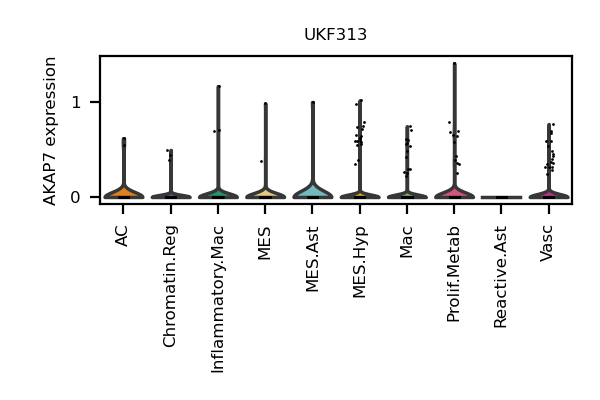 UKF313
AKAP7 expression
1
0
AC
Chromatin.Reg
Inflammatory.Mac
MES
MES.Ast
MES.Hyp
Mac
Prolif.Metab
Reactive.Ast
Vasc